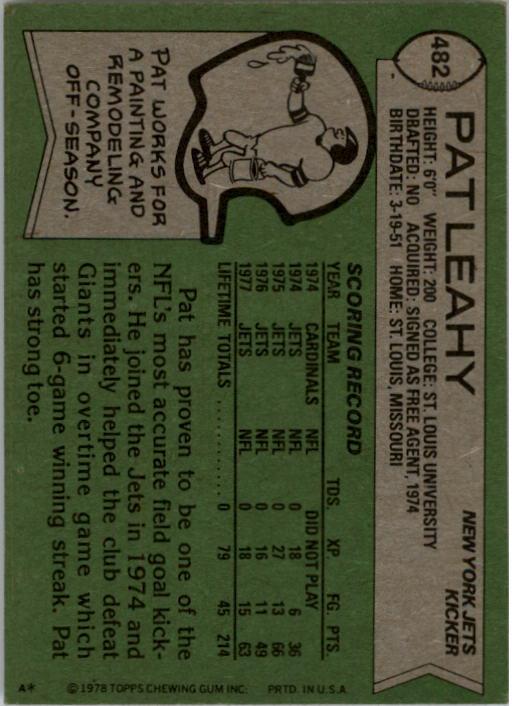 482
PAT LEAHY
NEW YORK JETS
KICKER
HEIGHT: 6'0" WEIGHT: 200 COLLEGE: ST. LOUIS UNIVERSITY
DRAFTED: NO ACQUIRED: SIGNED AS FREE AGENT, 1974
BIRTHDATE: 3-19-51 HOME: ST. LOUIS, MISSOURI
PAT WORKS FOR
A PAINTING AND
REMODELING
COMPANY
OFF-SEASON.
SCORING RECORD
YEAR TEAM TDS. XP FG. PTS.
1974 CARDINALS NFL DID NOT PLAY
1974 JETS NFL 0 18 6 36
1975 JETS NFL 0 27 13 66
1976 JETS NFL 0 16 11 49
1977 JETS NFL 0 18 15 63
LIFETIME TOTALS ........... 0 79 45 214
Pat has proven to be one of the
NFL's most accurate field goal kick-
ers. He joined the Jets in 1974 and
immediately helped the club defeat
Giants in overtime game which
started 6-game winning streak. Pat
has strong toe.
A* © 1978 TOPPS CHEWING GUM INC. PRTD. IN U.S.A.